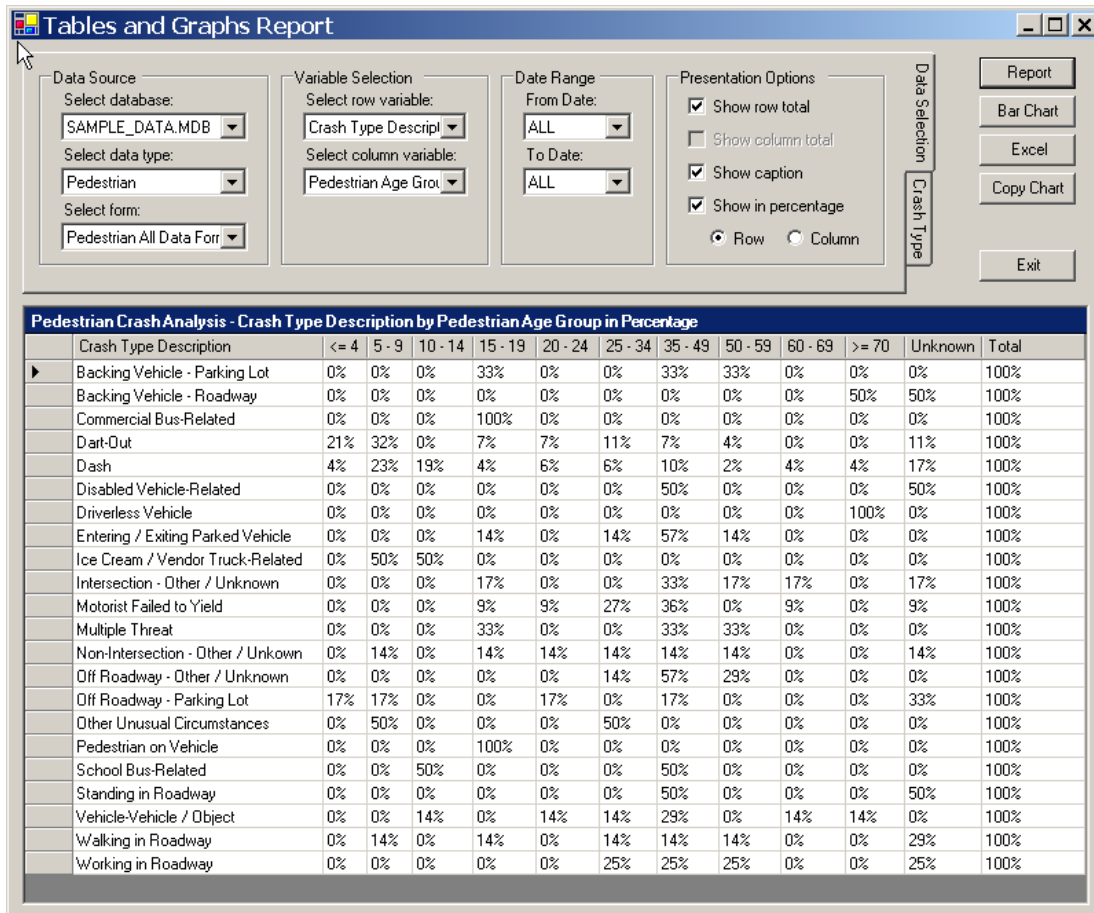 Tables and Graphs Report
Data Source
Select database:
SAMPLE_DATA.MDB
Select data type:
Pedestrian
Select form:
Pedestrian All Data Forr
Variable Selection
Select row variable:
Crash Type Descript
Select column variable:
Pedestrian Age Grou
Date Range
From Date:
ALL
To Date:
ALL
Presentation Options
Show row total
Show column total
Show caption
Show in percentage
Row Column
Data Selection
Crash Type
Report
Bar Chart
Excel
Copy Chart
Exit
Pedestrian Crash Analysis - Crash Type Description by Pedestrian Age Group in Percentage
Crash Type Description <= 4 5 - 9 10 - 14 15 - 19 20 - 24 25 - 34 35 - 49 50 - 59 60 - 69 >= 70 Unknown Total
Backing Vehicle - Parking Lot 0% 0% 0% 33% 0% 0% 33% 33% 0% 0% 0% 100%
Backing Vehicle - Roadway 0% 0% 0% 0% 0% 0% 0% 0% 0% 50% 50% 100%
Commercial Bus-Related 0% 0% 0% 100% 0% 0% 0% 0% 0% 0% 0% 100%
Dart-Out 21% 32% 0% 7% 7% 11% 7% 4% 0% 0% 11% 100%
Dash 4% 23% 19% 4% 6% 6% 10% 2% 4% 4% 17% 100%
Disabled Vehicle-Related 0% 0% 0% 0% 0% 0% 50% 0% 0% 0% 50% 100%
Driverless Vehicle 0% 0% 0% 0% 0% 0% 0% 0% 0% 100% 0% 100%
Entering / Exiting Parked Vehicle 0% 0% 0% 14% 0% 14% 57% 14% 0% 0% 0% 100%
Ice Cream / Vendor Truck-Related 0% 50% 50% 0% 0% 0% 0% 0% 0% 0% 0% 100%
Intersection - Other / Unknown 0% 0% 0% 17% 0% 0% 33% 17% 17% 0% 17% 100%
Motorist Failed to Yield 0% 0% 0% 9% 9% 27% 36% 0% 9% 0% 9% 100%
Multiple Threat 0% 0% 0% 33% 0% 0% 33% 33% 0% 0% 0% 100%
Non-Intersection - Other / Unkown 0% 14% 0% 14% 14% 14% 14% 14% 0% 0% 14% 100%
Off Roadway - Other / Unknown 0% 0% 0% 0% 0% 14% 57% 29% 0% 0% 0% 100%
Off Roadway - Parking Lot 17% 17% 0% 0% 17% 0% 17% 0% 0% 0% 33% 100%
Other Unusual Circumstances 0% 50% 0% 0% 0% 50% 0% 0% 0% 0% 0% 100%
Pedestrian on Vehicle 0% 0% 0% 100% 0% 0% 0% 0% 0% 0% 0% 100%
School Bus-Related 0% 0% 50% 0% 0% 0% 50% 0% 0% 0% 0% 100%
Standing in Roadway 0% 0% 0% 0% 0% 0% 50% 0% 0% 0% 50% 100%
Vehicle-Vehicle / Object 0% 0% 14% 0% 14% 14% 29% 0% 14% 14% 0% 100%
Walking in Roadway 0% 14% 0% 14% 0% 14% 14% 14% 0% 0% 29% 100%
Working in Roadway 0% 0% 0% 0% 0% 25% 25% 25% 0% 0% 25% 100%